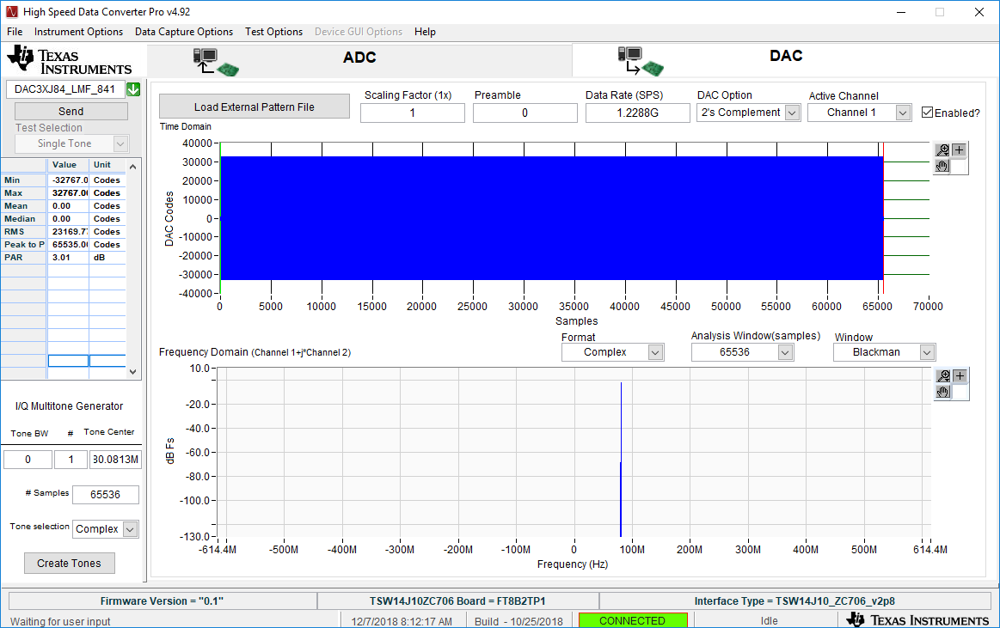 High Speed Data Converter Pro v4.92
File Instrument Options Data Capture Options Test Options Device GUI Options Help
TEXAS INSTRUMENTS
ADC
DAC
DAC3XJ84_LMF_841
Send
Test Selection
Single Tone
Value Unit
Min -32767.0 Codes
Max 32767.00 Codes
Mean 0.00 Codes
Median 0.00 Codes
RMS 23169.77 Codes
Peak to P 65535.00 Codes
PAR 3.01 dB
I/Q Multitone Generator
Tone BW # Tone Center
0 1 80.0813M
# Samples 65536
Tone selection Complex
Create Tones
Load External Pattern File
Scaling Factor (1x) Preamble Data Rate (SPS) DAC Option Active Channel
1 0 1.2288G 2's Complement Channel 1 Enabled?
Time Domain
DAC Codes
40000
30000
20000
10000
0
-10000
-20000
-30000
-40000
0 5000 10000 15000 20000 25000 30000 35000 40000 45000 50000 55000 60000 65000 70000
Samples
Format Analysis Window(samples) Window
Complex 65536 Blackman
Frequency Domain (Channel 1+j*Channel 2)
dB Fs
10.0
-20.0
-40.0
-60.0
-80.0
-100.0
-130.0
-614.4M -500M -400M -300M -200M -100M 0 100M 200M 300M 400M 500M 614.4M
Frequency (Hz)
Firmware Version = "0.1" TSW14J10ZC706 Board = FT8B2TP1 Interface Type = TSW14J10_ZC706_v2p8
Waiting for user input 12/7/2018 8:12:17 AM Build - 10/25/2018 CONNECTED Idle TEXAS INSTRUMENTS